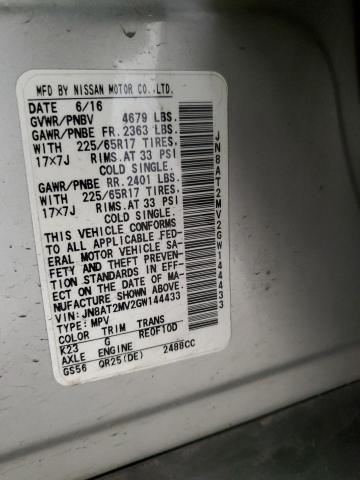 MFD BY NISSAN MOTOR CO.,LTD.
DATE 6/16
GVWR/PNBV 4679 LBS.
GAWR/PNBE FR. 2363 LBS.
WITH 225/65R17 TIRES,
17×7J RIMS.AT 33 PSI
COLD SINGLE.
GAWR/PNBE RR. 2401 LBS.
WITH 225/65R17 TIRES,
17×7J RIMS.AT 33 PSI
COLD SINGLE.
THIS VEHICLE CONFORMS
TO ALL APPLICABLE FED-
ERAL MOTOR VEHICLE SA-
FETY AND THEFT PREVEN-
TION STANDARDS IN EFF-
ECT ON THE DATE OF MA-
NUFACTURE SHOWN ABOVE.
VIN: JN8AT2MV2GW144433
TYPE: MPV
COLOR TRIM TRANS
K23 G RE0F10D
AXLE ENGINE
GS56 QR25(DE) 2488CC
JN8AT2MV2GW144433